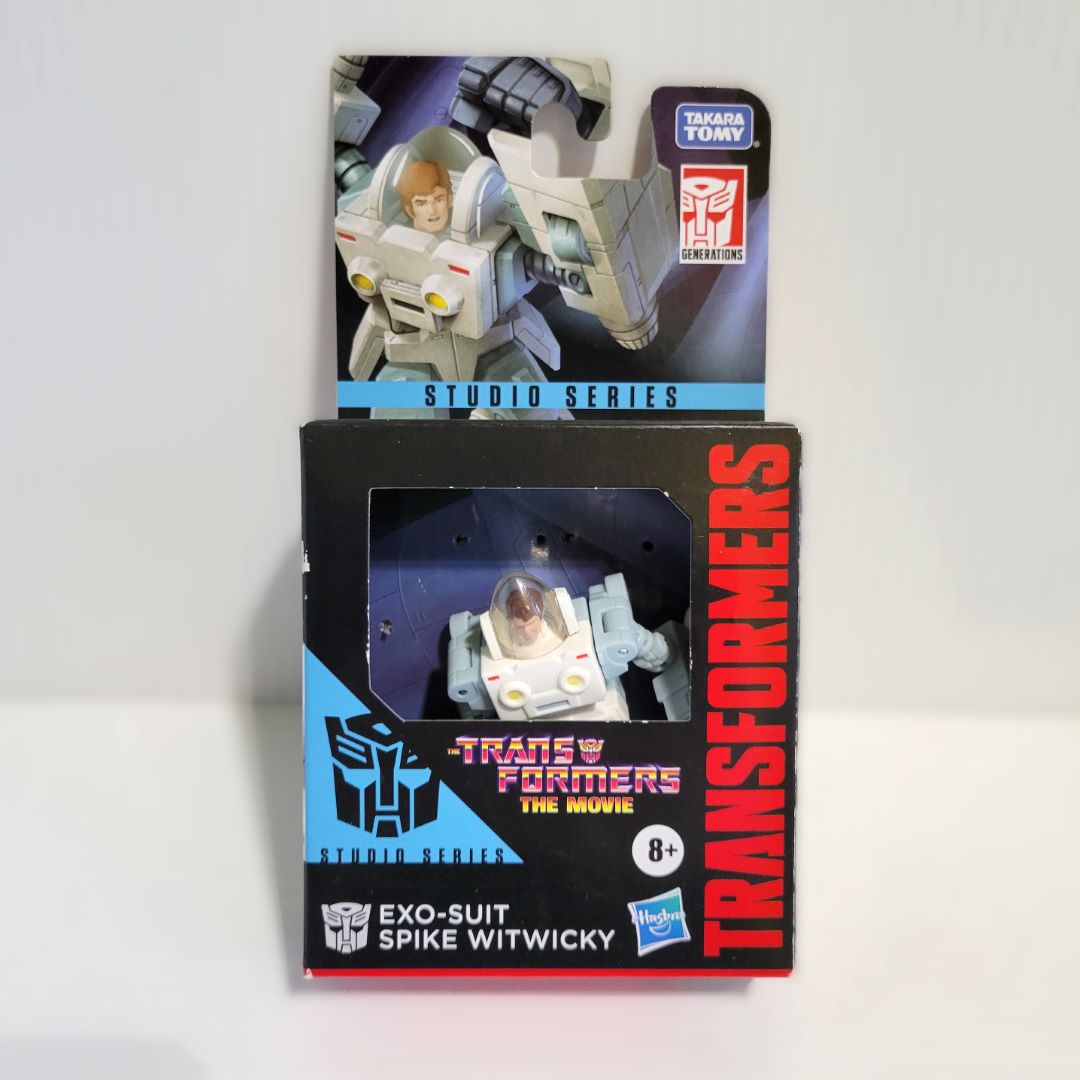 TAKARA
TOMY
GENERATIONS
STUDIO SERIES
TRANSFORMERS
THE TRANS
FORMERS
THE MOVIE
STUDIO SERIES
8+
EXO-SUIT
SPIKE WITWICKY
Hasbro